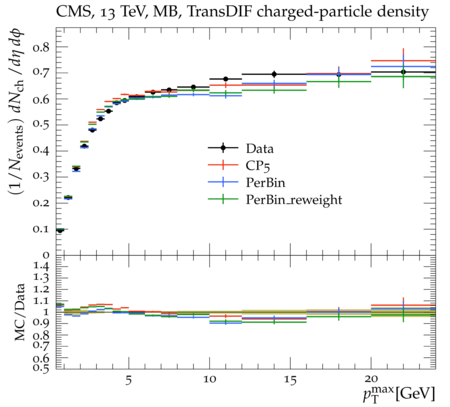 CMS, 13 TeV, MB, TransDIF charged-particle density
(1/N_events) dN_ch/dη dφ
0.8
0.7
0.6
0.5
0.4
0.3
0.2
0.1
0
Data
CP5
PerBin
PerBin_reweight
MC/Data
1.4
1.3
1.2
1.1
1
0.9
0.8
0.7
0.6
0.5
5 10 15 20
p_T^max[GeV]